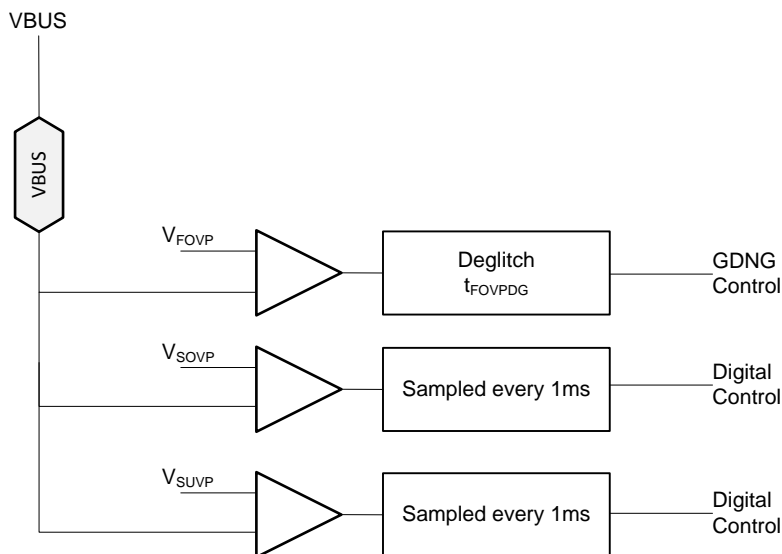 VBUS
VBUS
VFOVP
Deglitch
tFOVPDG
GDNG
Control
VSOVP
Sampled every 1ms
Digital
Control
VSUVP
Sampled every 1ms
Digital
Control